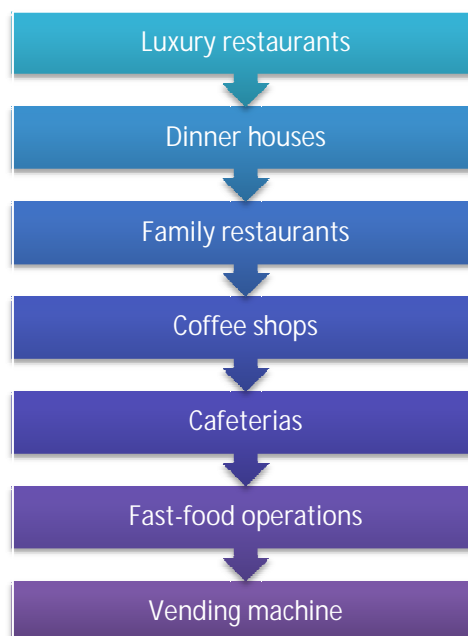 Luxury restaurants
Dinner houses
Family restaurants
Coffee shops
Cafeterias
Fast-food operations
Vending machine